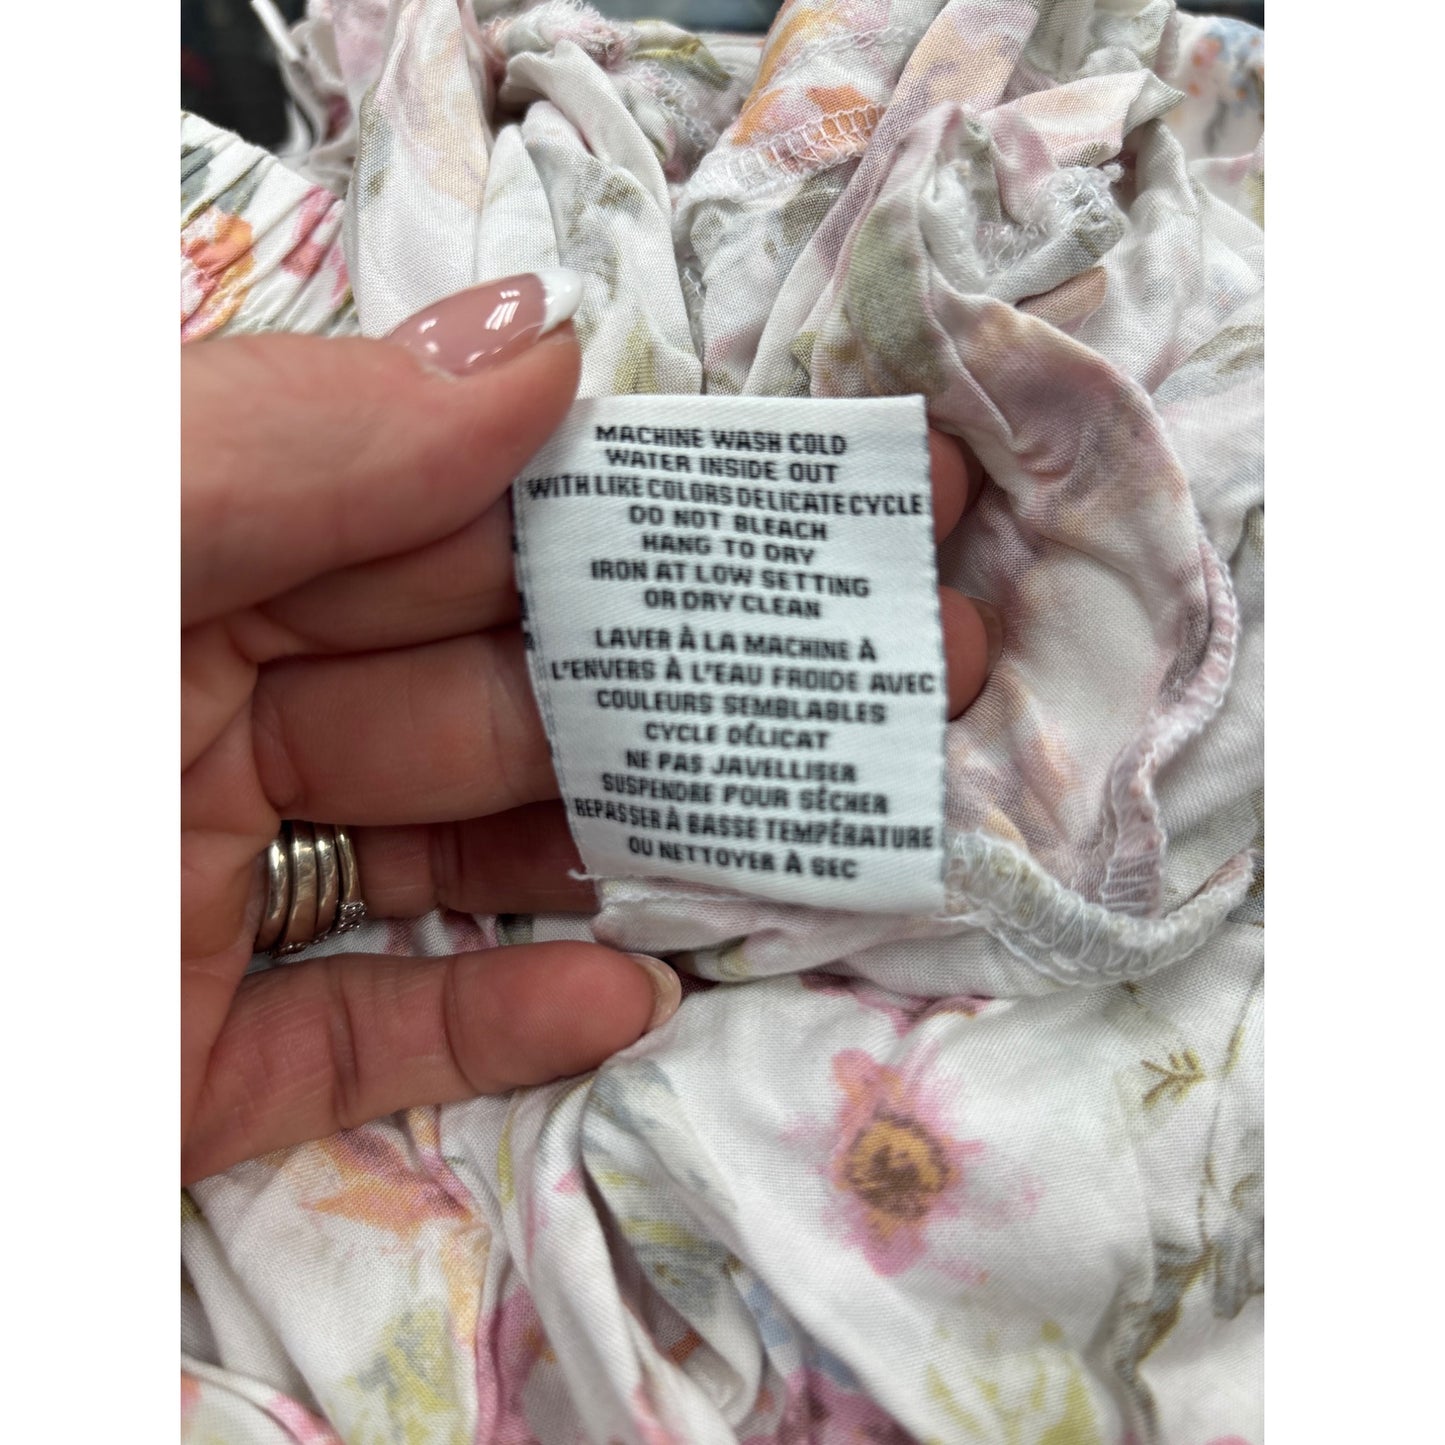 MACHINE WASH COLD
WATER INSIDE OUT
WITH LIKE COLORS DELICATE CYCLE
DO NOT BLEACH
HANG TO DRY
IRON AT LOW SETTING
OR DRY CLEAN
LAVER À LA MACHINE À
L'ENVERS À L'EAU FROIDE AVEC
COULEURS SEMBLABLES
CYCLE DÉLICAT
NE PAS JAVELLISER
SUSPENDRE POUR SÉCHER
REPASSER À BASSE TEMPÉRATURE
OU NETTOYER À SEC